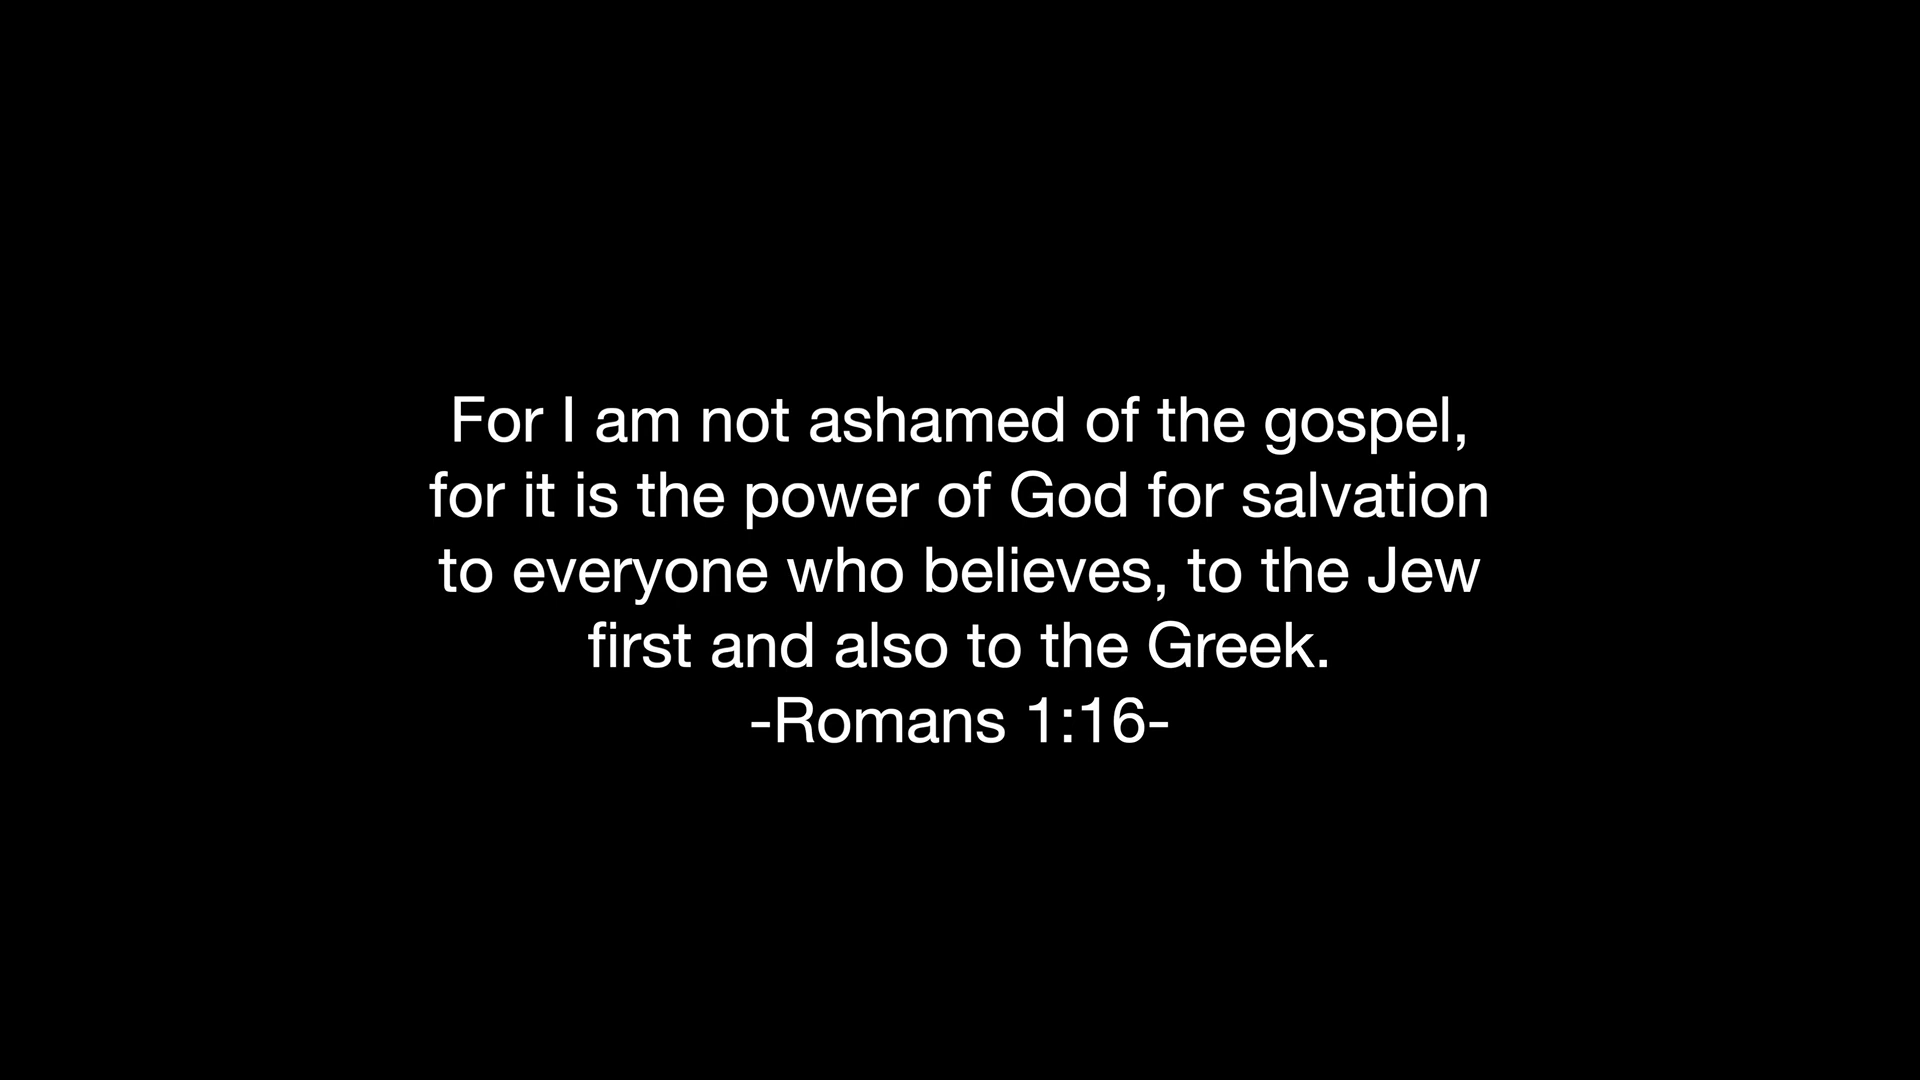 For I am not ashamed of the gospel,
for it is the power of God for salvation
to everyone who believes, to the Jew
first and also to the Greek.
-Romans 1:16-